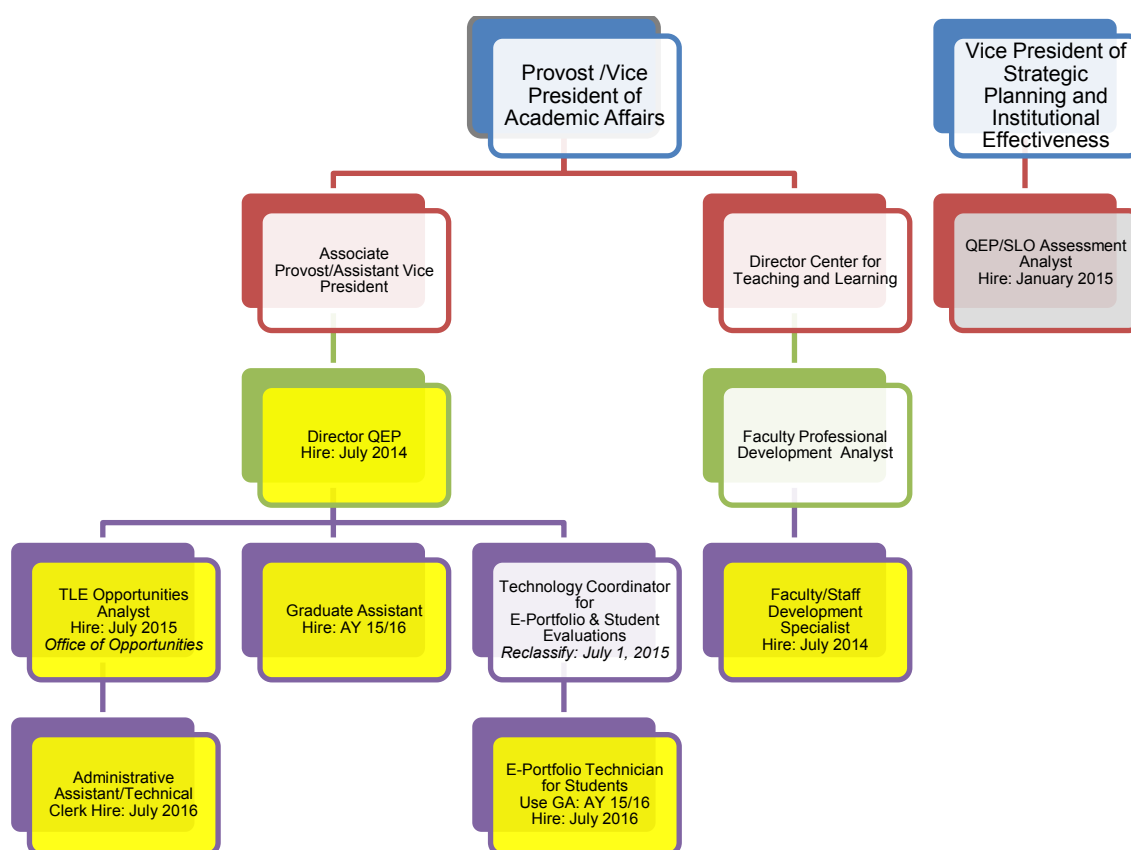 Provost /Vice
President of
Academic Affairs
Vice President of
Strategic
Planning and
Institutional
Effectiveness
Associate
Provost/Assistant Vice
President
Director Center for
Teaching and Learning
QEP/SLO Assessment
Analyst
Hire: January 2015
Director QEP
Hire: July 2014
Faculty Professional
Development Analyst
TLE Opportunities
Analyst
Hire: July 2015
Office of Opportunities
Graduate Assistant
Hire: AY 15/16
Technology Coordinator
for
E-Portfolio & Student
Evaluations
Reclassify: July 1, 2015
Faculty/Staff
Development
Specialist
Hire: July 2014
Administrative
Assistant/Technical
Clerk Hire: July 2016
E-Portfolio Technician
for Students
Use GA: AY 15/16
Hire: July 2016